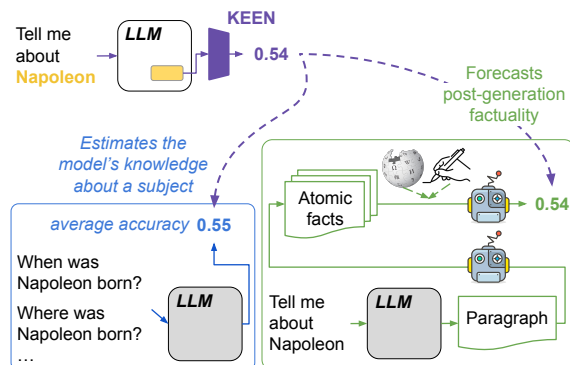 KEEN
Tell me
about
Napoleon
LLM
0.54
Forecasts
post-generation
factuality
Estimates the
model's knowledge
about a subject
average accuracy 0.55
When was
Napoleon born?
Where was
Napoleon born?
…
LLM
Atomic
facts
0.54
Tell me
about
Napoleon
LLM
Paragraph